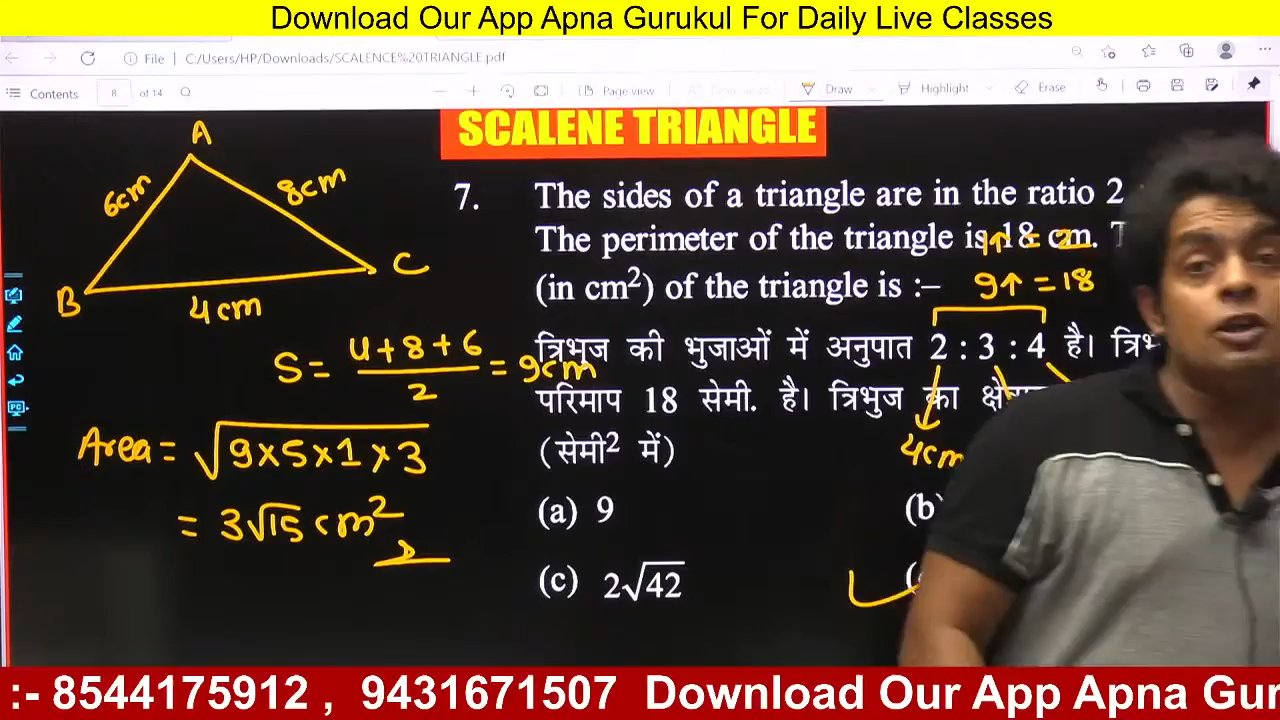 Download Our App Apna Gurukul For Daily Live Classes
File | C:/Users/HP/Downloads/SCALENCE%20TRIANGLE.pdf
Contents 8 of 14 Page view Draw Highlight Erase
SCALENE TRIANGLE
A
6cm
8cm
B
C
4cm
S = 4+8+6/2 = 9cm
Area = √9×5×1×3
= 3√15 cm²
7. The sides of a triangle are in the ratio 2
The perimeter of the triangle is 18 cm.
(in cm²) of the triangle is :-
9↑ = 18
1↑ = 2
त्रिभुज की भुजाओं में अनुपात 2 : 3 : 4 है।
परिमाप 18 सेमी. है। त्रिभुज का
(सेमी² में)
4cm
(a) 9
(b)
(c) 2√42
:- 8544175912 , 9431671507 Download Our App Apna Gur